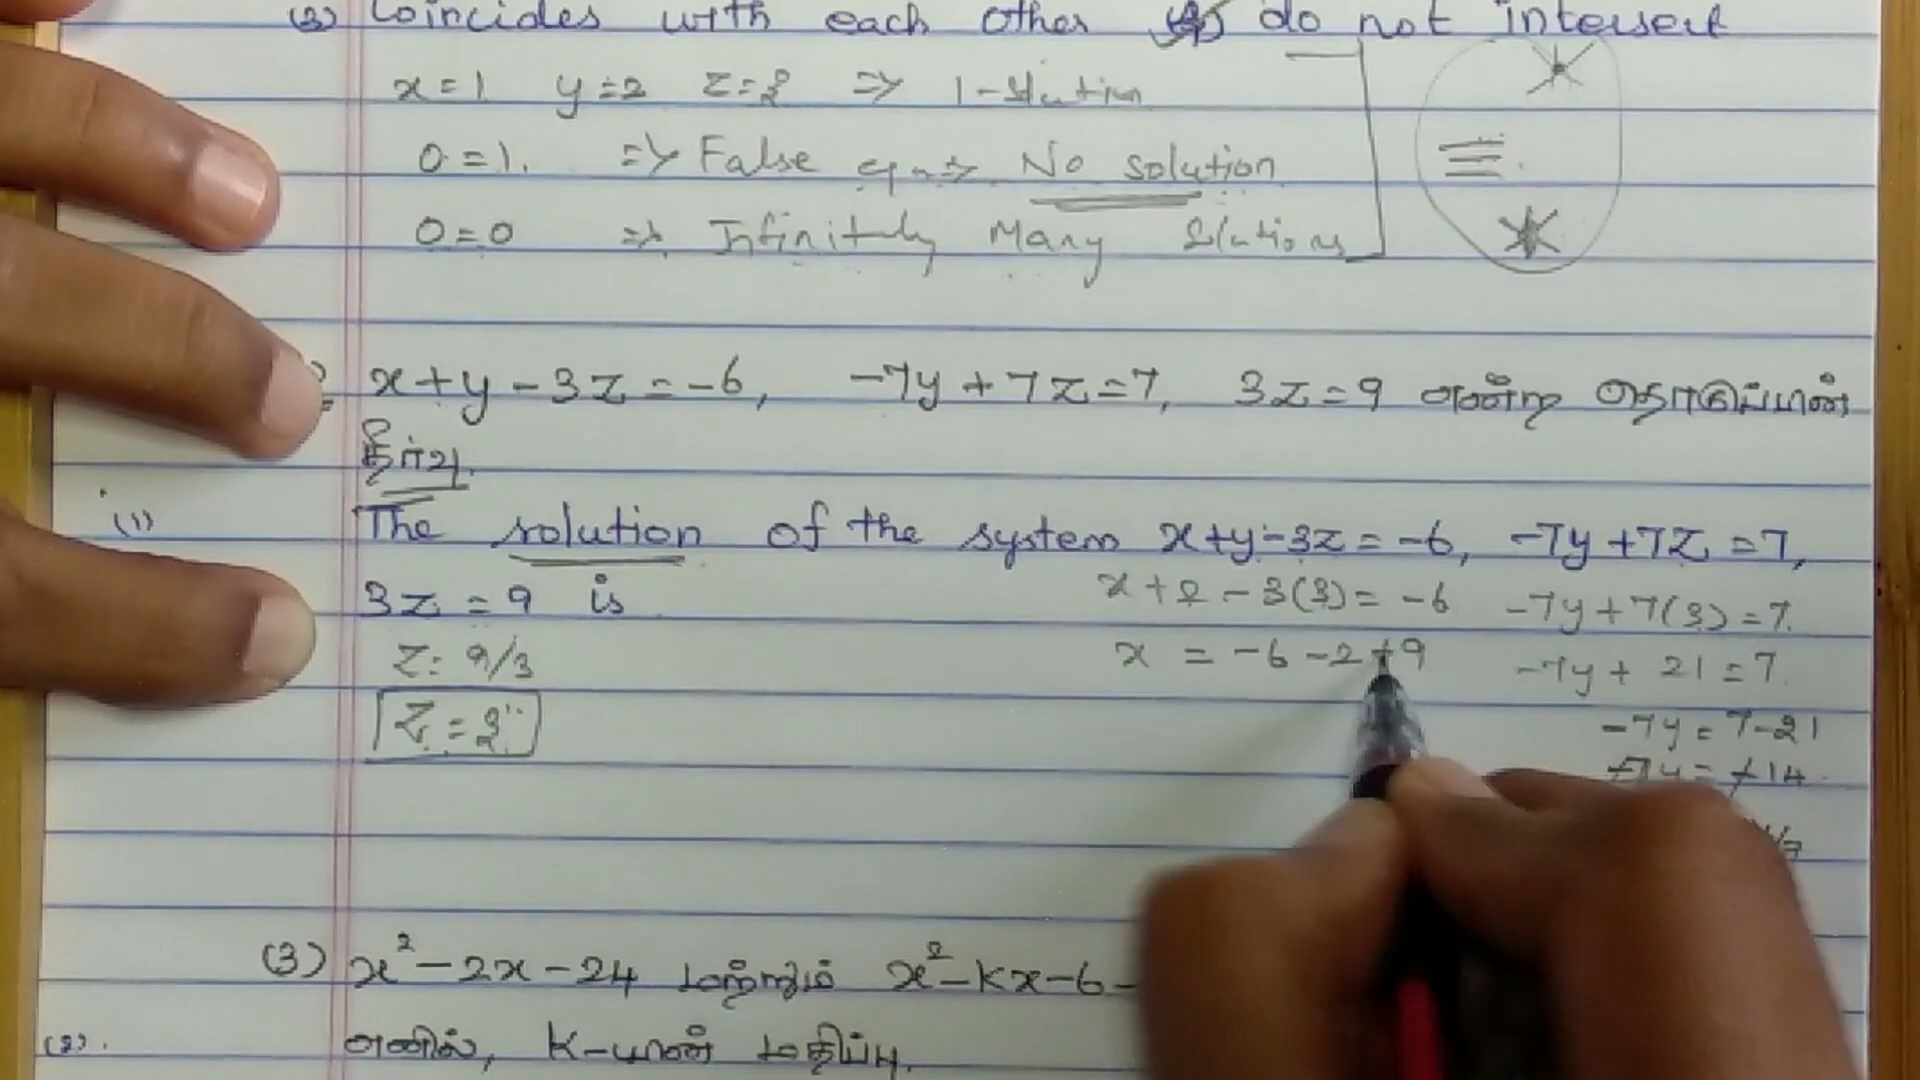 (3) Coincides with each other (4) do not intersect
x=1 y=2 z=3 => 1-solution
0=1. => False eqn => No solution
0=0 => Infinitely Many Solutions
x+y-3z=-6, -7y+7z=7, 3z=9 என்ற தொகுப்பின்
தீர்வு.
(1) The solution of the system x+y-3z=-6, -7y+7z=7,
3z=9 is
x+2-3(3)=-6
-7y+7(3)=7.
z=9/3
x = -6-2+9
-7y+21=7.
z=3
-7y=7-21
-7y=-14
(3) x²-2x-24 மற்றும் x²-kx-6
(2). எனில், k-யின் மதிப்பு.